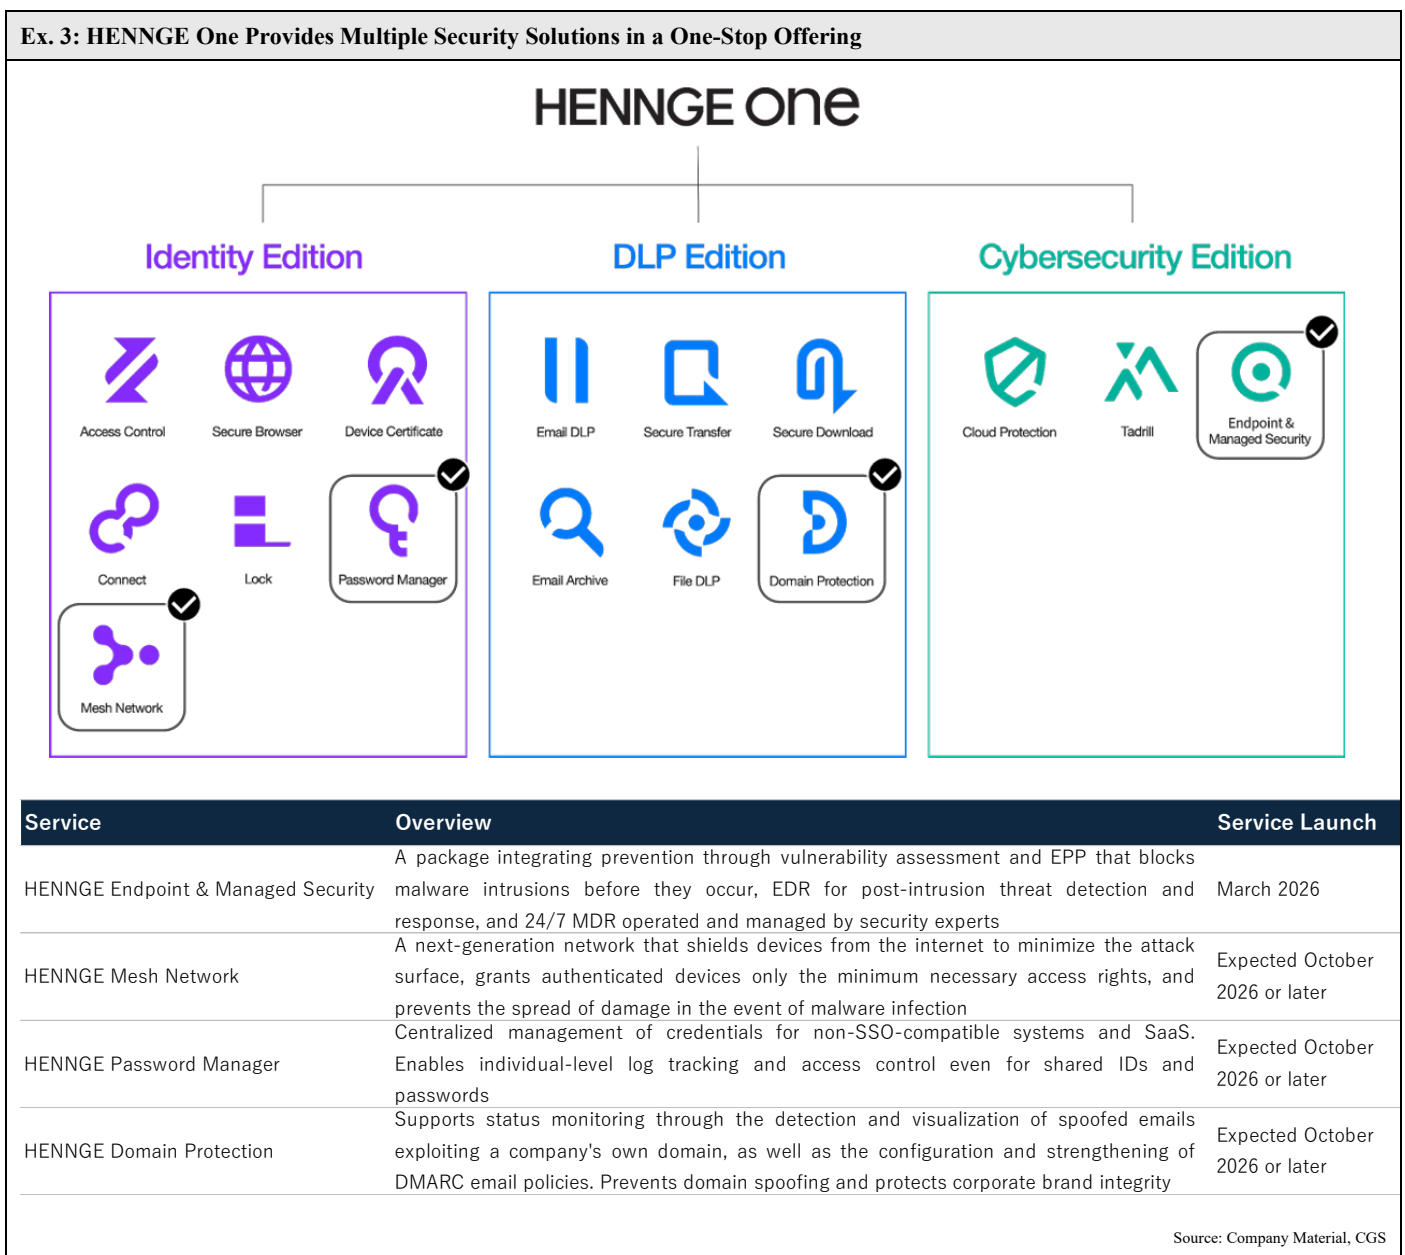 Ex. 3: HENNGE One Provides Multiple Security Solutions in a One-Stop Offering
HENNGE one
Identity Edition
DLP Edition
Cybersecurity Edition
Access Control
Secure Browser
Device Certificate
Connect
Lock
Password Manager
Mesh Network
Email DLP
Secure Transfer
Secure Download
Email Archive
File DLP
Domain Protection
Cloud Protection
Tadrill
Endpoint &
Managed Security
Service Overview Service Launch
HENNGE Endpoint & Managed Security
A package integrating prevention through vulnerability assessment and EPP that blocks
malware intrusions before they occur, EDR for post-intrusion threat detection and
response, and 24/7 MDR operated and managed by security experts
March 2026
HENNGE Mesh Network
A next-generation network that shields devices from the internet to minimize the attack
surface, grants authenticated devices only the minimum necessary access rights, and
prevents the spread of damage in the event of malware infection
Expected October
2026 or later
HENNGE Password Manager
Centralized management of credentials for non-SSO-compatible systems and SaaS.
Enables individual-level log tracking and access control even for shared IDs and
passwords
Expected October
2026 or later
HENNGE Domain Protection
Supports status monitoring through the detection and visualization of spoofed emails
exploiting a company's own domain, as well as the configuration and strengthening of
DMARC email policies. Prevents domain spoofing and protects corporate brand integrity
Expected October
2026 or later
Source: Company Material, CGS